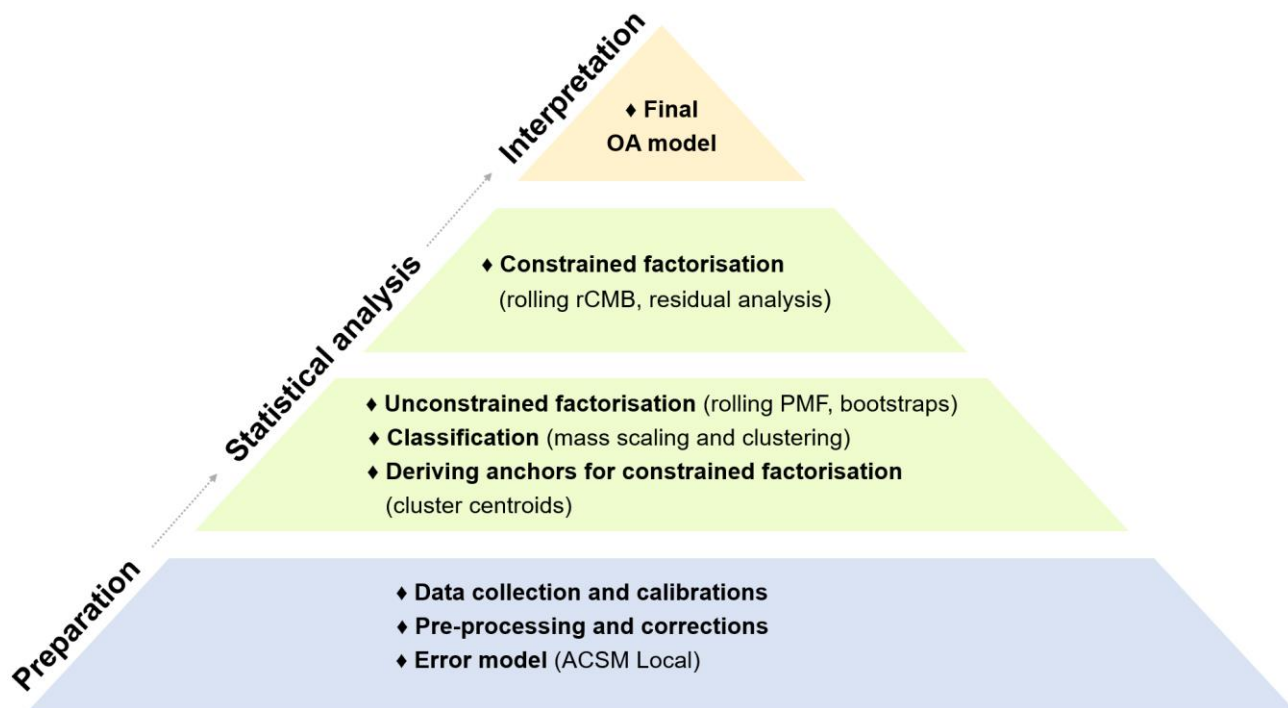 Interpretation
♦ Final
OA model
Statistical analysis
♦ Constrained factorisation
(rolling rCMB, residual analysis)
♦ Unconstrained factorisation (rolling PMF, bootstraps)
♦ Classification (mass scaling and clustering)
♦ Deriving anchors for constrained factorisation
(cluster centroids)
Preparation
♦ Data collection and calibrations
♦ Pre-processing and corrections
♦ Error model (ACSM Local)